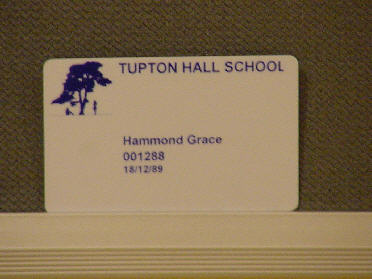 TUPTON HALL SCHOOL
Hammond Grace
001288
18/12/89